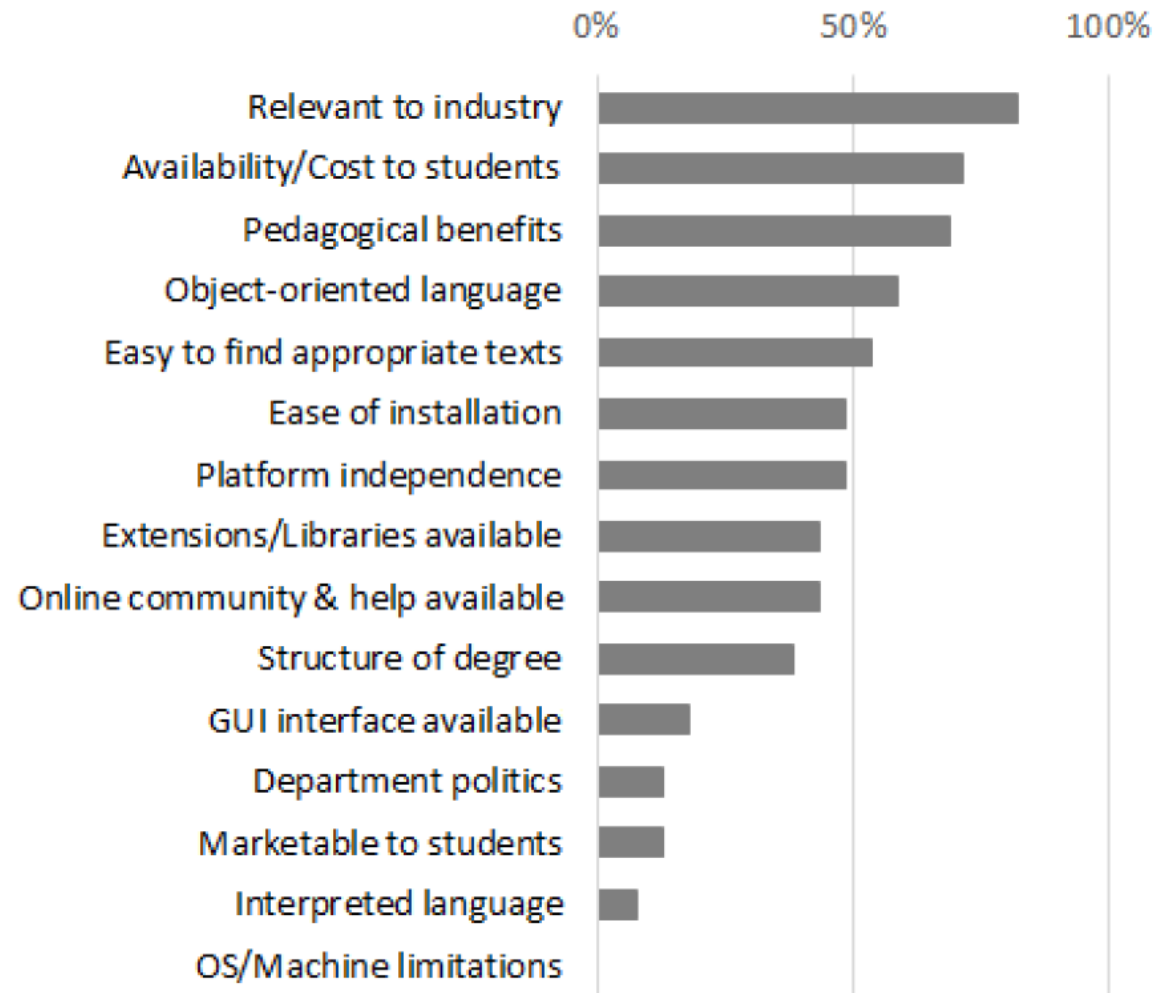 0% 50% 100%
Relevant to industry
Availability/Cost to students
Pedagogical benefits
Object-oriented language
Easy to find appropriate texts
Ease of installation
Platform independence
Extensions/Libraries available
Online community & help available
Structure of degree
GUI interface available
Department politics
Marketable to students
Interpreted language
OS/Machine limitations